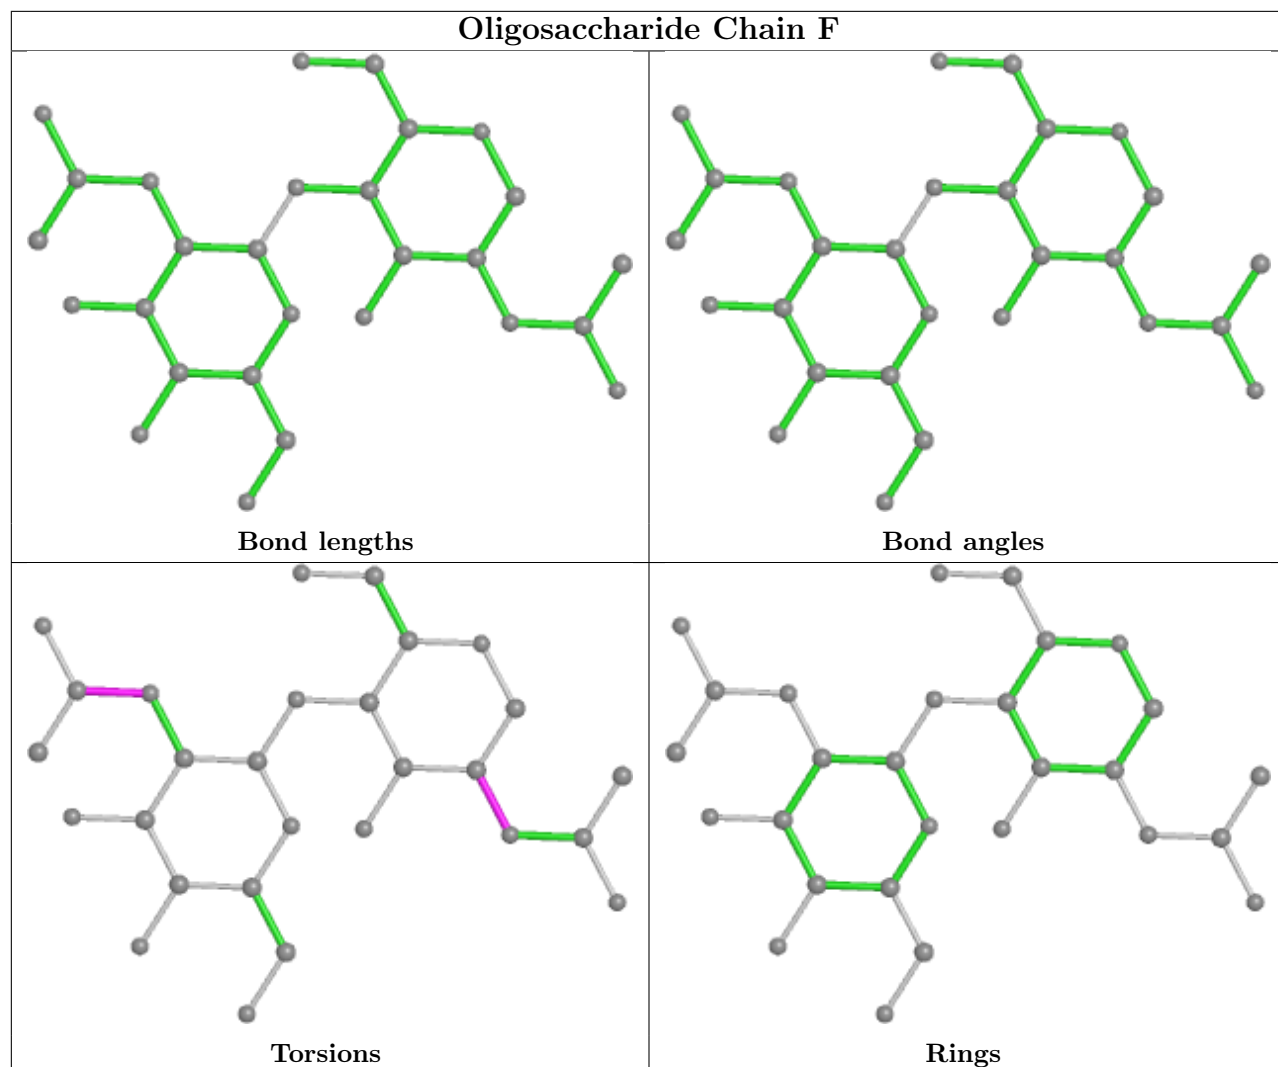 Oligosaccharide Chain F
Bond lengths
Bond angles
Torsions
Rings